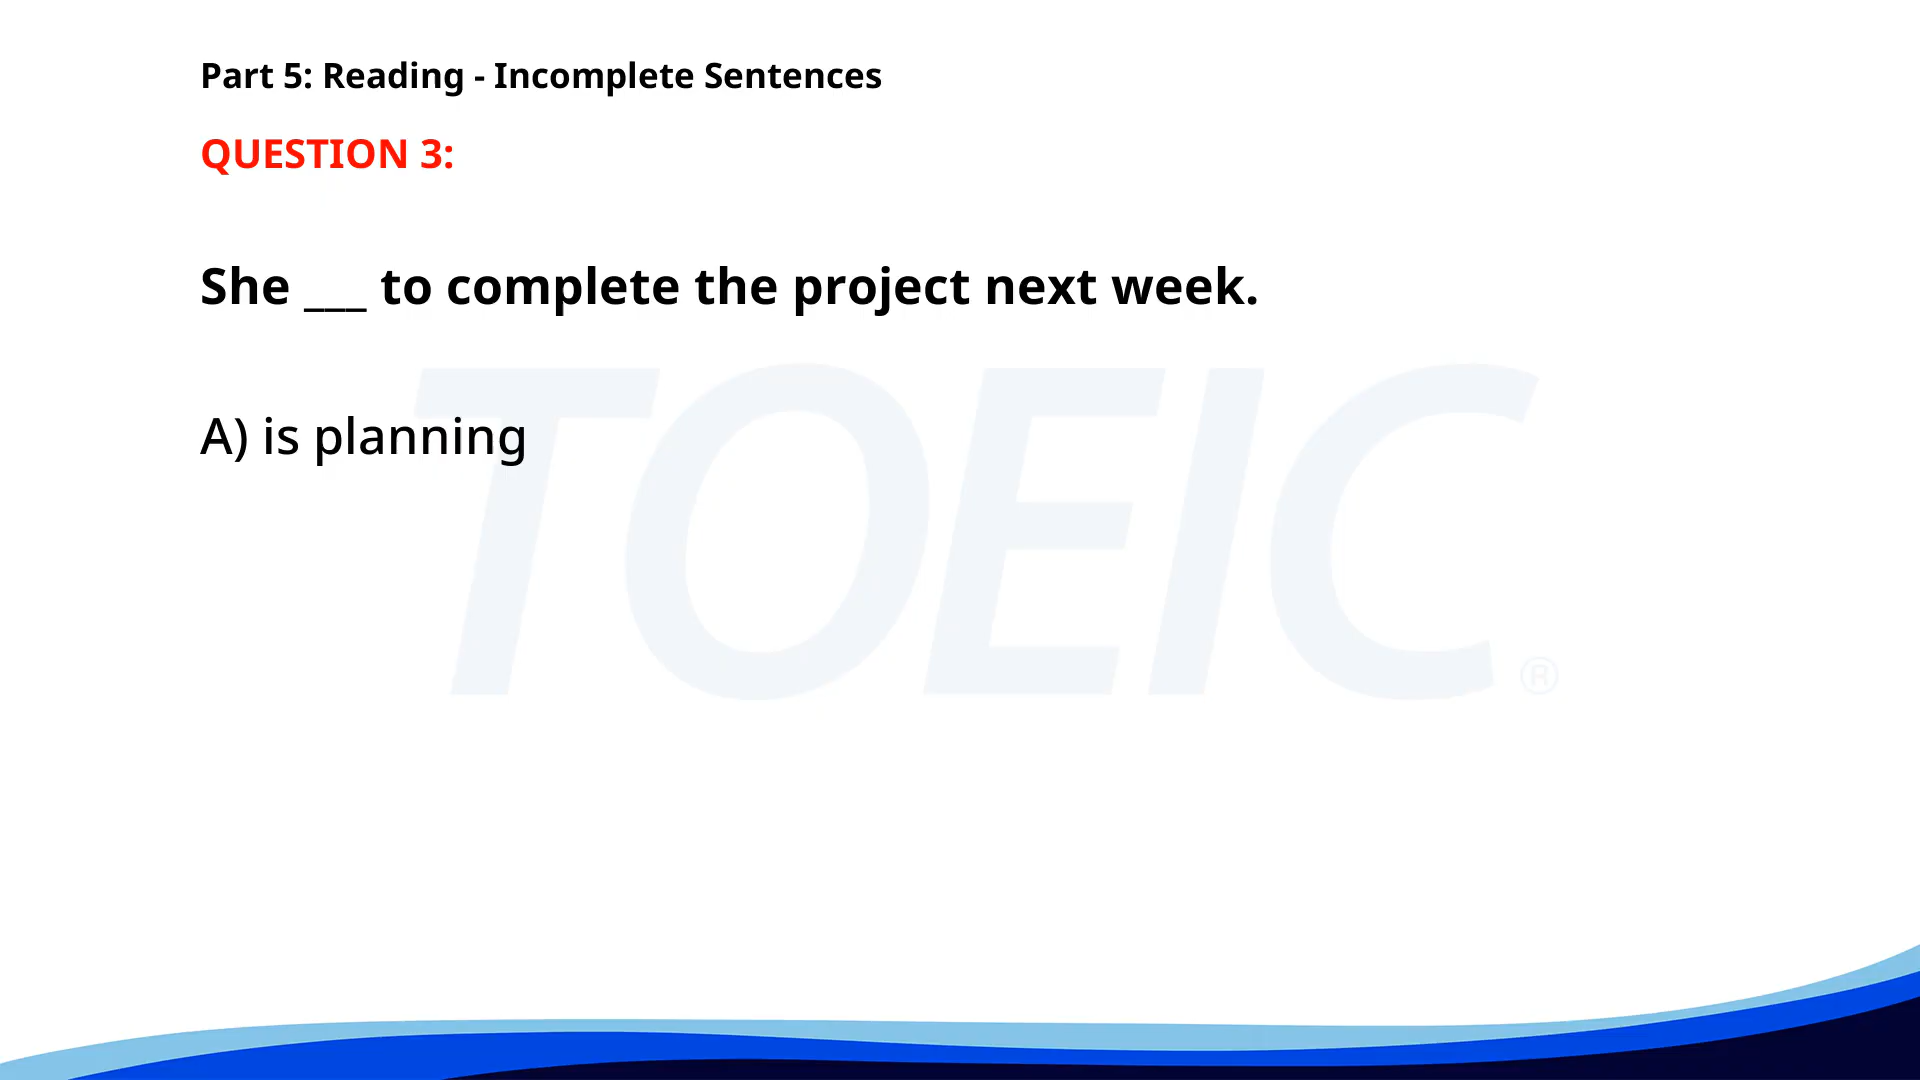 Part 5: Reading - Incomplete Sentences
QUESTION 3:
She ___ to complete the project next week.
A) is planning
TOEIC ®